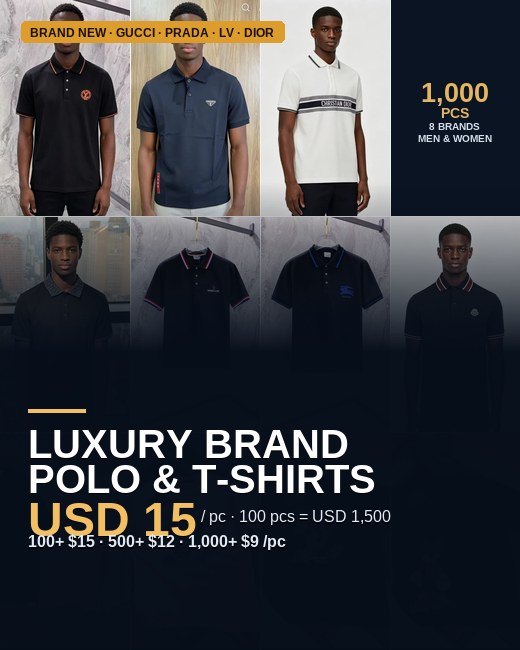 BRAND NEW · GUCCI · PRADA · LV · DIOR
CHRISTIAN DIOR
1,000
PCS
8 BRANDS
MEN & WOMEN
LUXURY BRAND
POLO & T-SHIRTS
USD 15 / pc · 100 pcs = USD 1,500
100+ $15 · 500+ $12 · 1,000+ $9 /pc